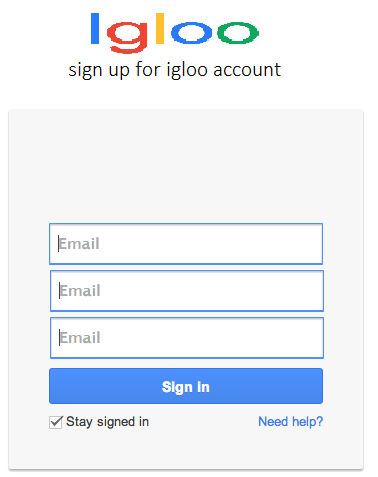 Igloo
sign up for igloo account
Email
Email
Email
Sign in
Stay signed in Need help?